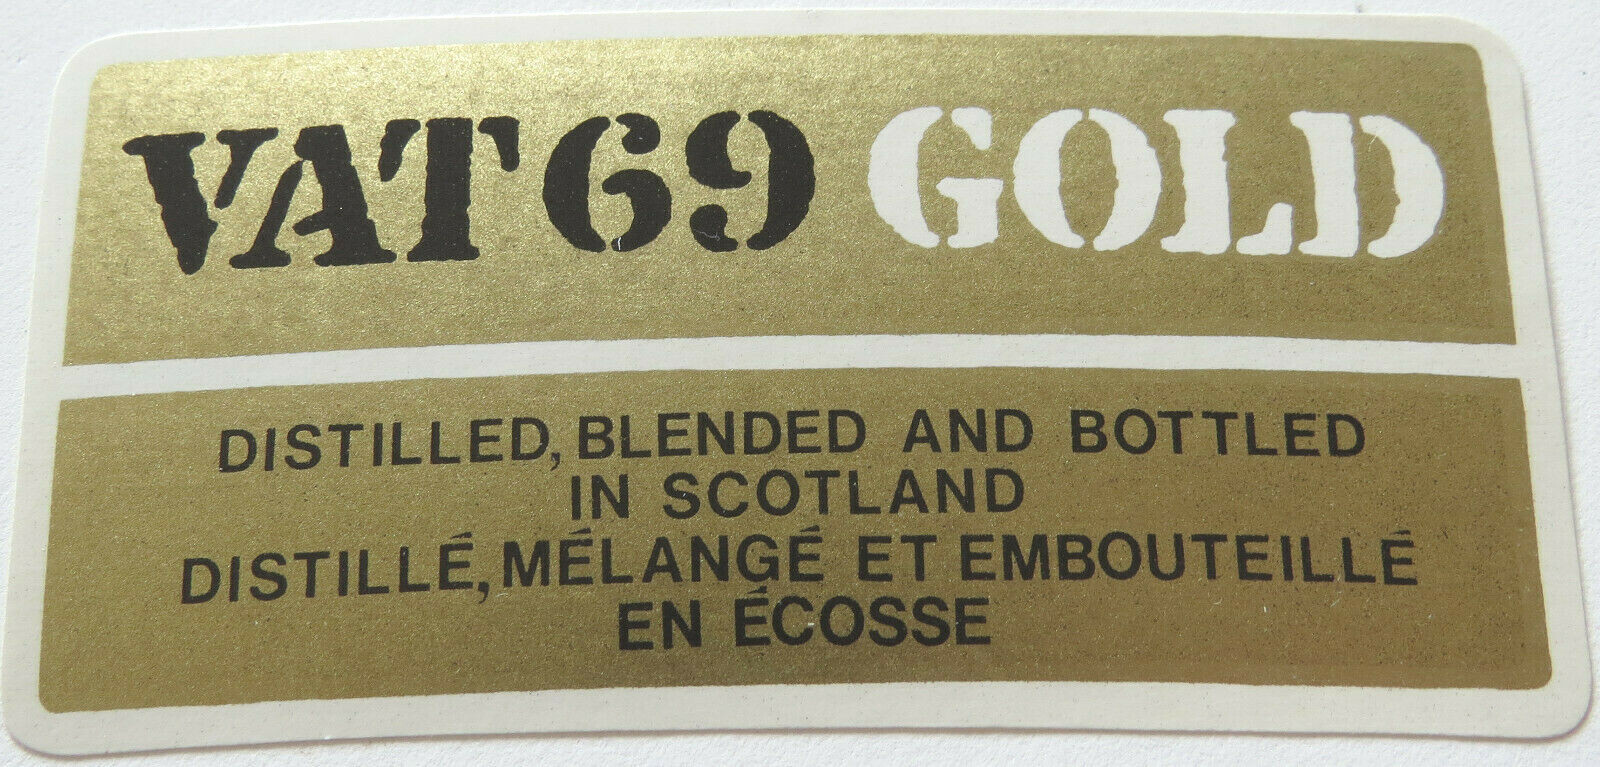 VAT 69 GOLD
DISTILLED, BLENDED AND BOTTLED
IN SCOTLAND
DISTILLÉ, MÉLANGÉ ET EMBOUTEILLÉ
EN ÉCOSSE